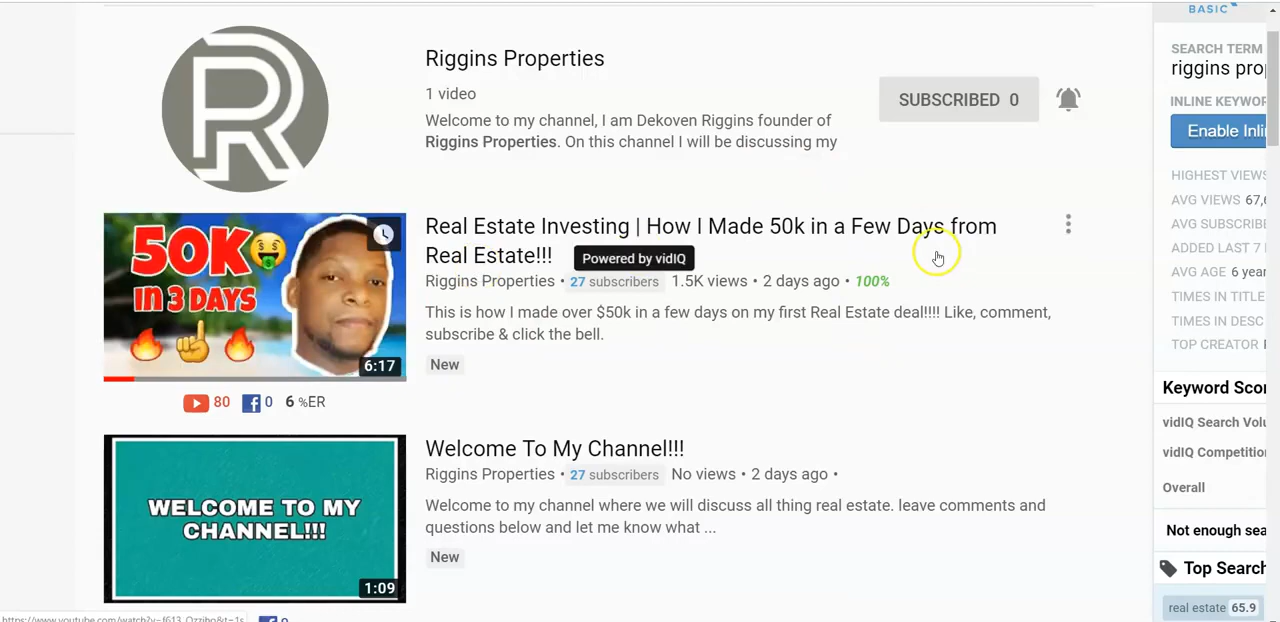 BASIC
Riggins Properties
1 video
Welcome to my channel, I am Dekoven Riggins founder of
Riggins Properties. On this channel I will be discussing my
SUBSCRIBED 0
SEARCH TERM
riggins pro
INLINE KEYWOR
Enable Inli
HIGHEST VIEWS
AVG VIEWS 67,
AVG SUBSCRIBE
ADDED LAST 7
AVG AGE 6 year
TIMES IN TITLE
TIMES IN DESC
TOP CREATOR
50K
in 3 DAYS
6:17
Real Estate Investing | How I Made 50k in a Few Days from
Real Estate!!!
Powered by vidIQ
Riggins Properties • 27 subscribers 1.5K views • 2 days ago • 100%
This is how I made over $50k in a few days on my first Real Estate deal!!!! Like, comment,
subscribe & click the bell.
New
80 0 6 %ER
Keyword Scor
vidIQ Search Volu
vidIQ Competitio
Overall
WELCOME TO MY
CHANNEL!!!
1:09
Welcome To My Channel!!!
Riggins Properties • 27 subscribers No views • 2 days ago •
Welcome to my channel where we will discuss all thing real estate. leave comments and
questions below and let me know what ...
New
Not enough sea
Top Search
real estate 65.9